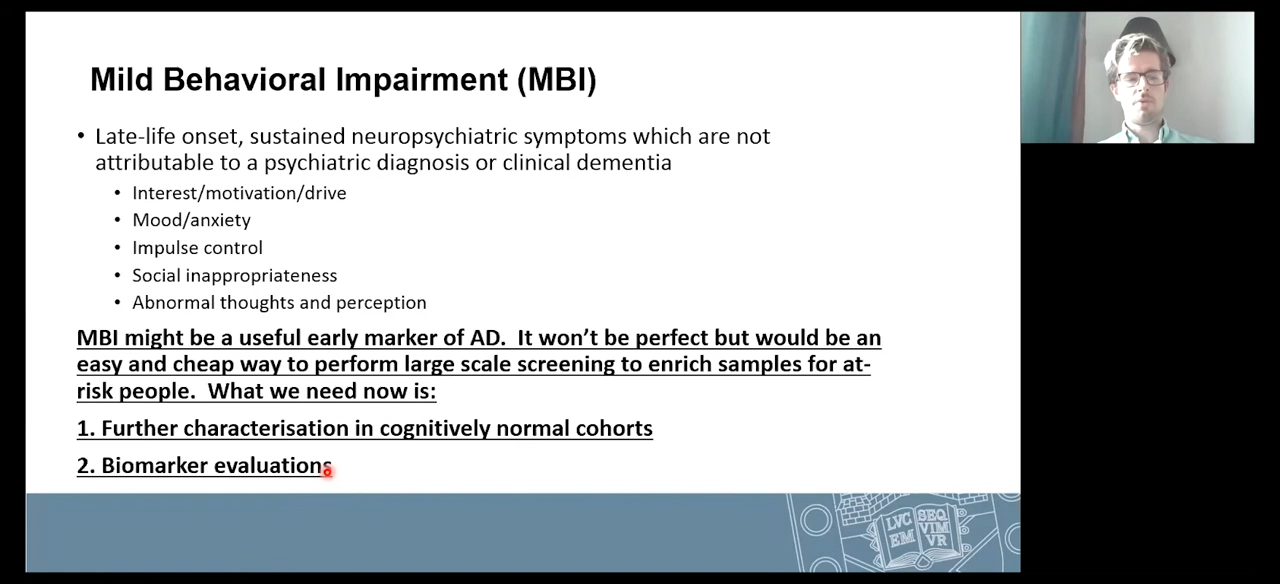 Mild Behavioral Impairment (MBI)
• Late-life onset, sustained neuropsychiatric symptoms which are not
attributable to a psychiatric diagnosis or clinical dementia
• Interest/motivation/drive
• Mood/anxiety
• Impulse control
• Social inappropriateness
• Abnormal thoughts and perception
MBI might be a useful early marker of AD.  It won’t be perfect but would be an
easy and cheap way to perform large scale screening to enrich samples for at-
risk people.  What we need now is:
1. Further characterisation in cognitively normal cohorts
2. Biomarker evaluations
LVC SEQ
EM VIM
VR